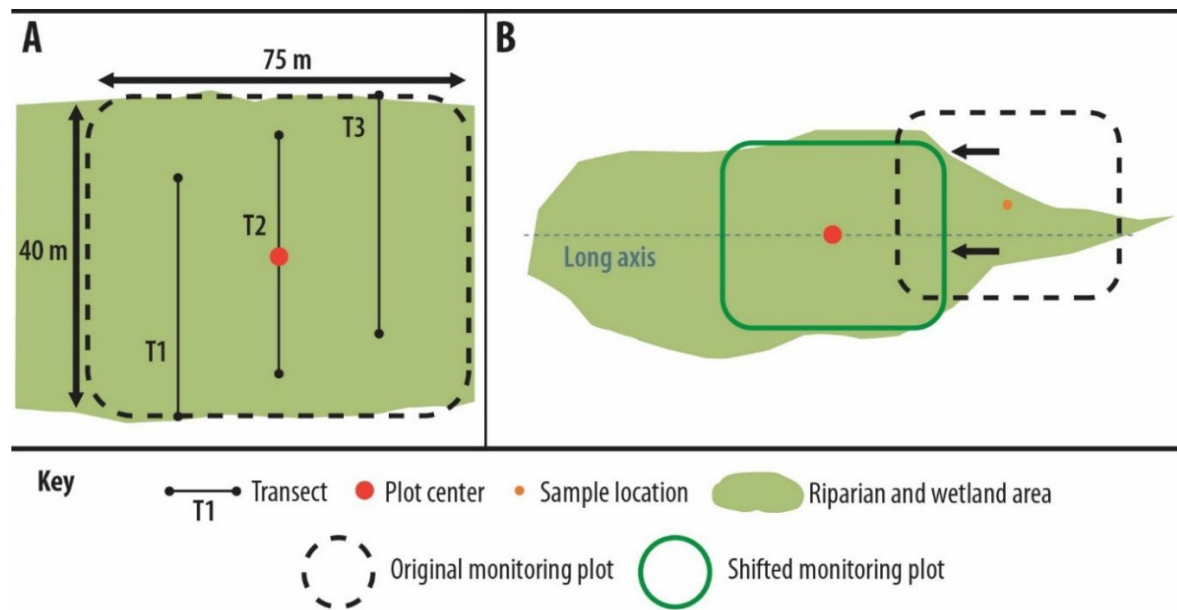 A
75 m
40 m
T1
T2
T3
B
Long axis
Key
T1
Transect
Plot center
Sample location
Riparian and wetland area
Original monitoring plot
Shifted monitoring plot